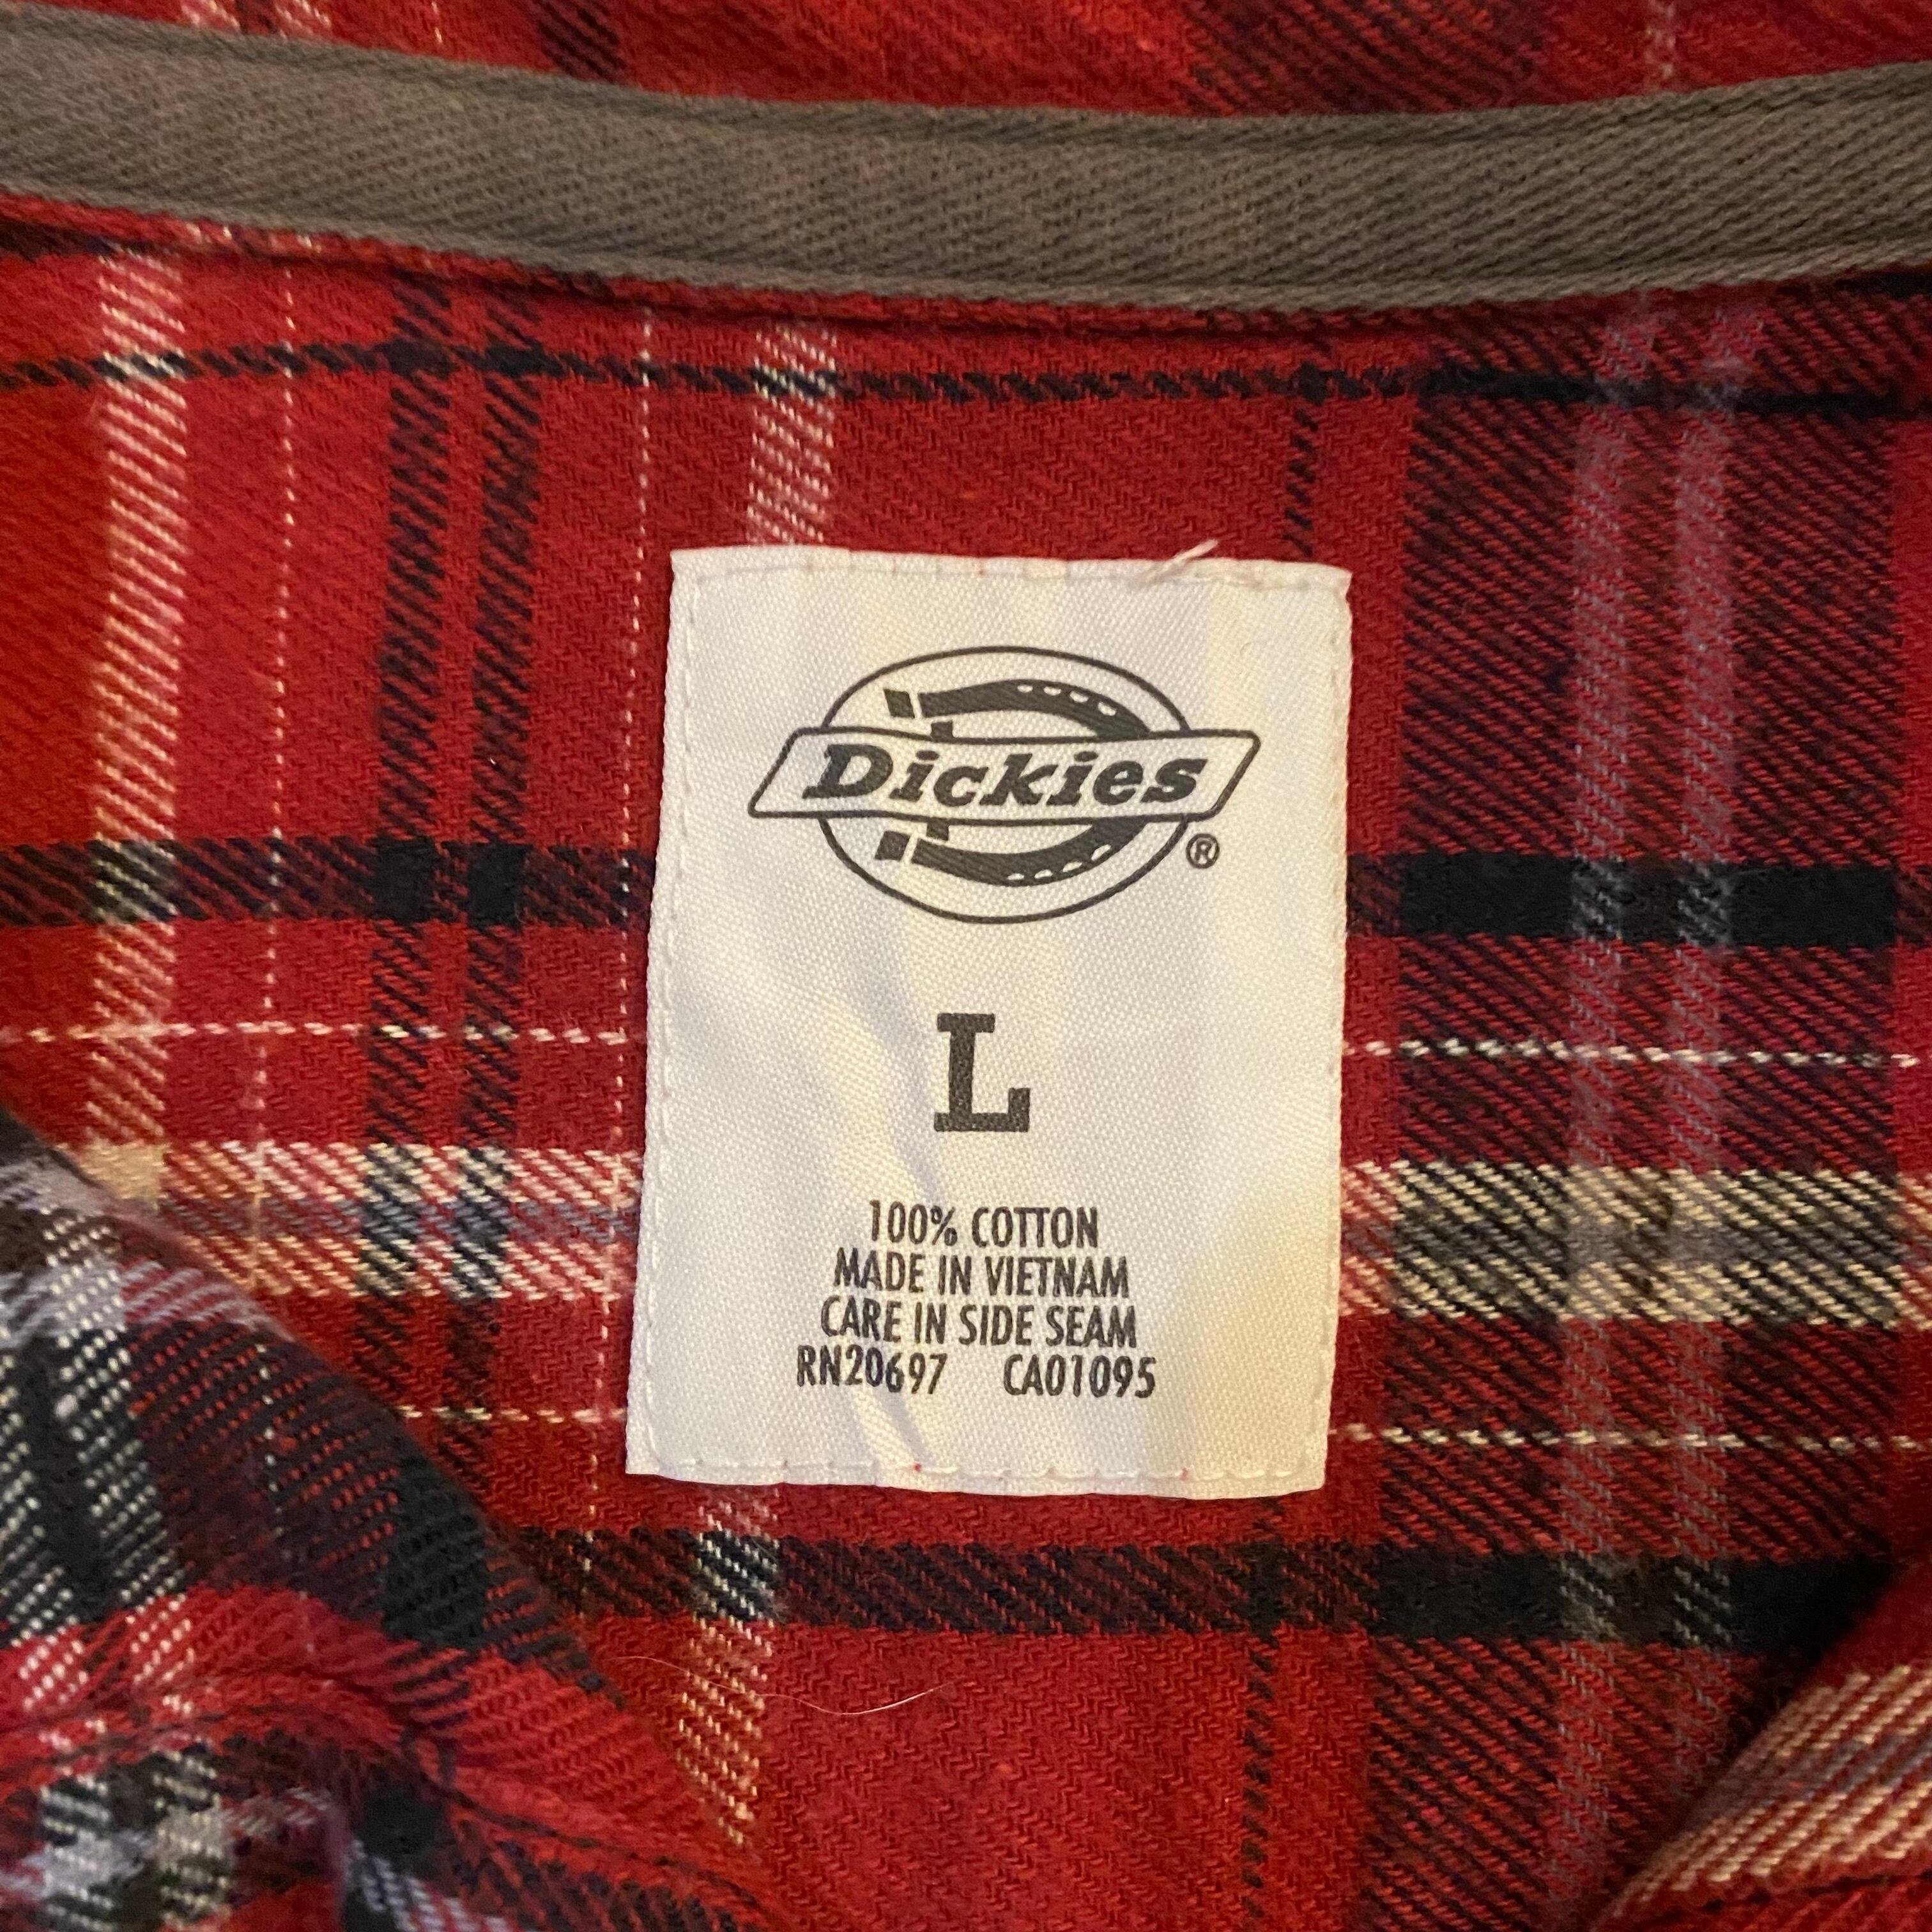 Dickies®
L
100% COTTON
MADE IN VIETNAM
CARE IN SIDE SEAM
RN20697 CA01095